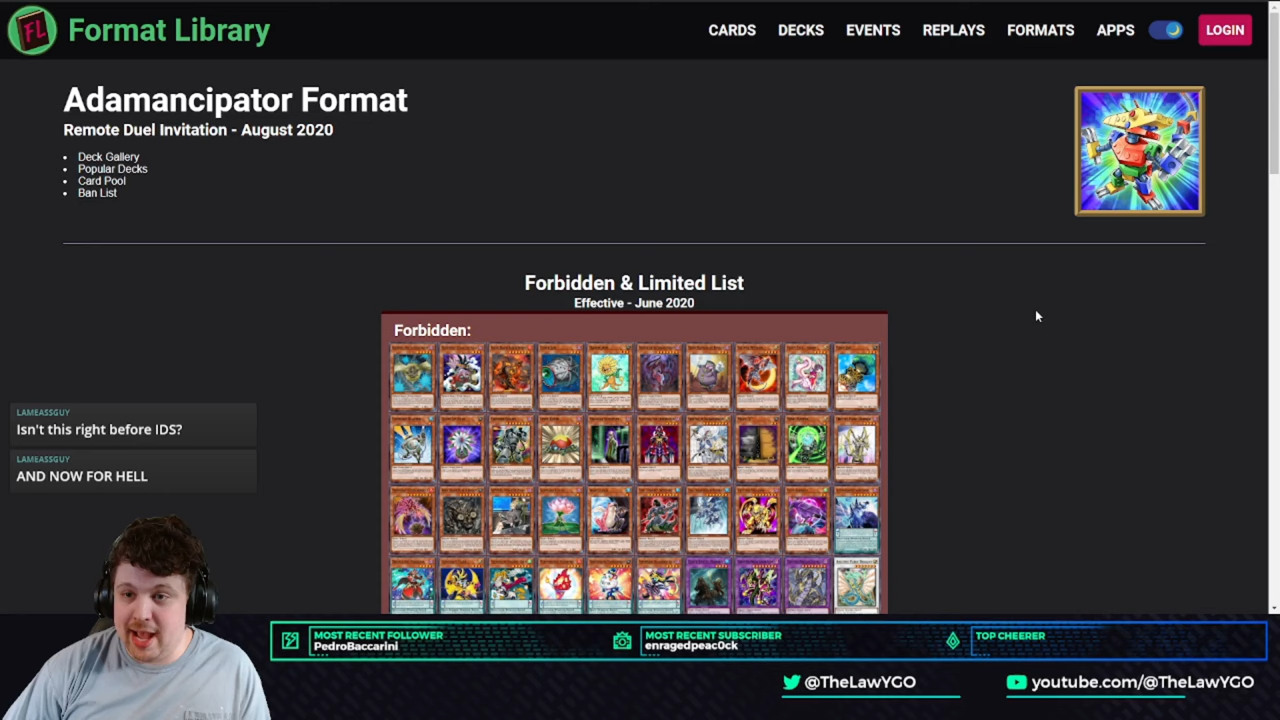 FL Format Library
CARDS DECKS EVENTS REPLAYS FORMATS APPS LOGIN
Adamancipator Format
Remote Duel Invitation - August 2020
• Deck Gallery
• Popular Decks
• Card Pool
• Ban List
Forbidden & Limited List
Effective - June 2020
Forbidden:
LAMEASSGUY
Isn't this right before IDS?
LAMEASSGUY
AND NOW FOR HELL
MOST RECENT FOLLOWER
PedroBaccarini
MOST RECENT SUBSCRIBER
enragedpeac0ck
TOP CHEERER
@TheLawYGO
youtube.com/@TheLawYGO